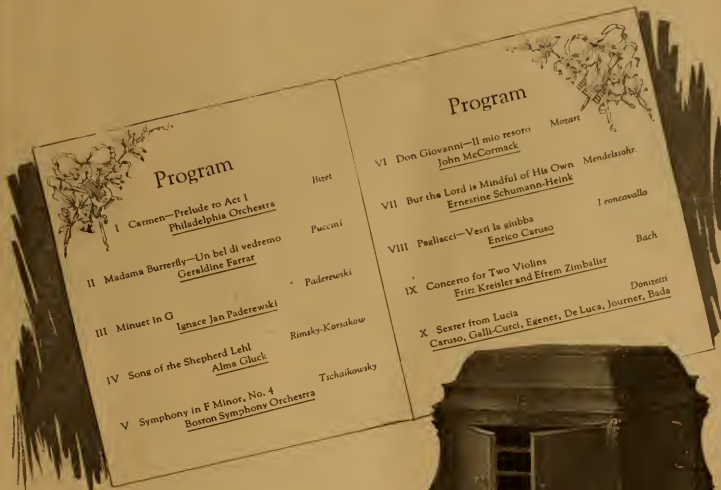 Program
I Carmen—Prelude to Act I Bizet
Philadelphia Orchestra
II Madama Butterfly—Un bel di vedremo Puccini
Geraldine Farrar
III Minuet in G Paderewski
Ignace Jan Paderewski
IV Song of the Shepherd Lehl Rimsky-Korsakow
Alma Gluck
V Symphony in F Minor, No. 4 Tschaikowsky
Boston Symphony Orchestra
Program
VI Don Giovanni—Il mio tesoro Mozart
John McCormack
VII But the Lord is Mindful of His Own Mendelssohn
Ernestine Schumann-Heink
VIII Pagliacci—Vesti la giubba Leoncavalla
Enrico Caruso
IX Concerto for Two Violins Bach
Fritz Kreisler and Efrem Zimbalist
X Sextet from Lucia Donizetti
Caruso, Galli-Curci, Egener, De Luca, Journet, Bada